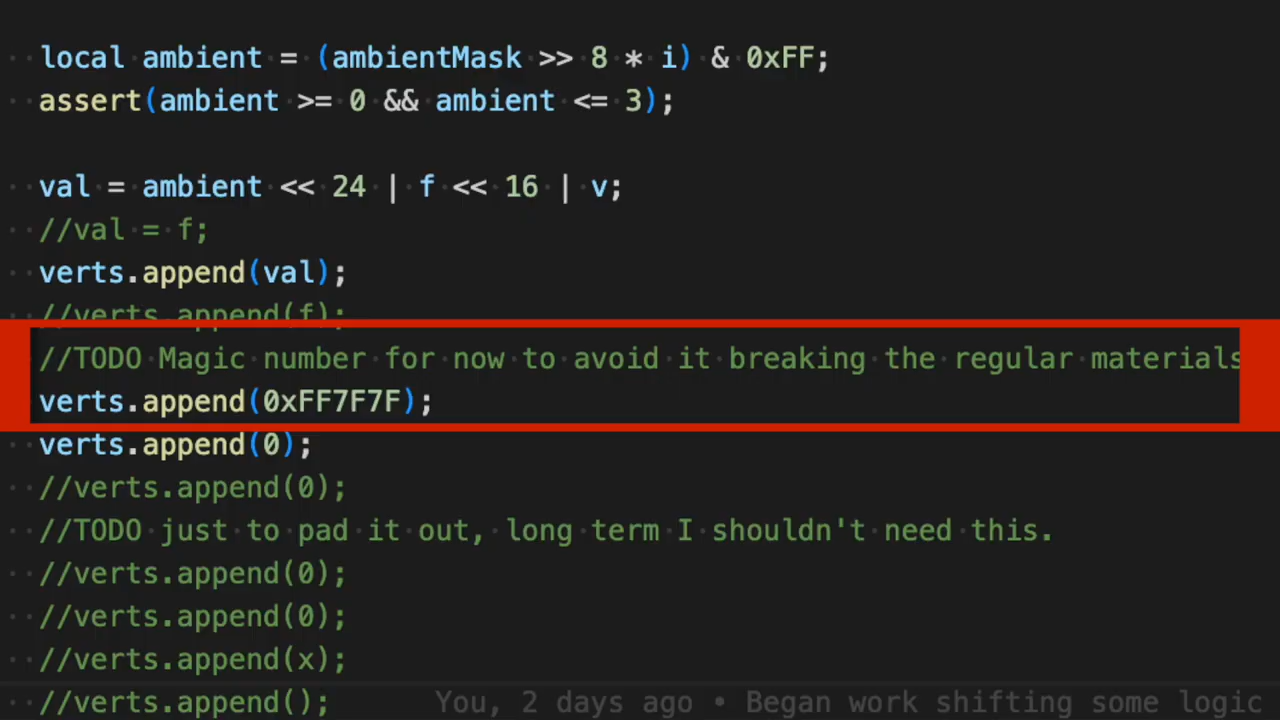 local ambient = (ambientMask >> 8 * i) & 0xFF;
assert(ambient >= 0 && ambient <= 3);
val = ambient << 24 | f << 16 | v;
//val = f;
verts.append(val);
//verts.append(f);
//TODO Magic number for now to avoid it breaking the regular materials
verts.append(0xFF7F7F);
verts.append(0);
//verts.append(0);
//TODO just to pad it out, long term I shouldn't need this.
//verts.append(0);
//verts.append(0);
//verts.append(x);
//verts.append(); You, 2 days ago • Began work shifting some logic